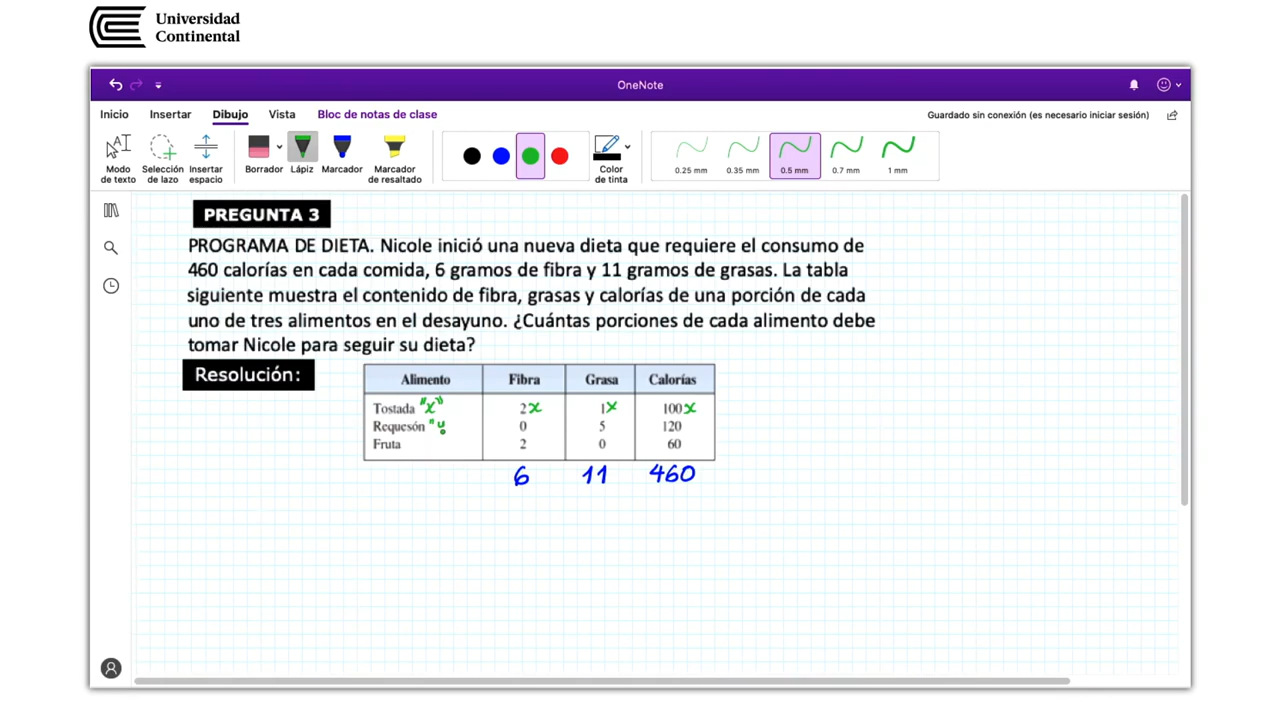 Universidad
Continental
OneNote
Inicio Insertar Dibujo Vista Bloc de notas de clase Guardado sin conexión (es necesario iniciar sesión)
Modo de texto Selección de lazo Insertar espacio Borrador Lápiz Marcador Marcador de resaltado Color de tinta 0.25 mm 0.35 mm 0.5 mm 0.7 mm 1 mm
PREGUNTA 3
PROGRAMA DE DIETA. Nicole inició una nueva dieta que requiere el consumo de
460 calorías en cada comida, 6 gramos de fibra y 11 gramos de grasas. La tabla
siguiente muestra el contenido de fibra, grasas y calorías de una porción de cada
uno de tres alimentos en el desayuno. ¿Cuántas porciones de cada alimento debe
tomar Nicole para seguir su dieta?
Resolución:
Alimento Fibra Grasa Calorías
Tostada "x" 2x 1x 100x
Requesón "y 0 5 120
Fruta 2 0 60
6 11 460